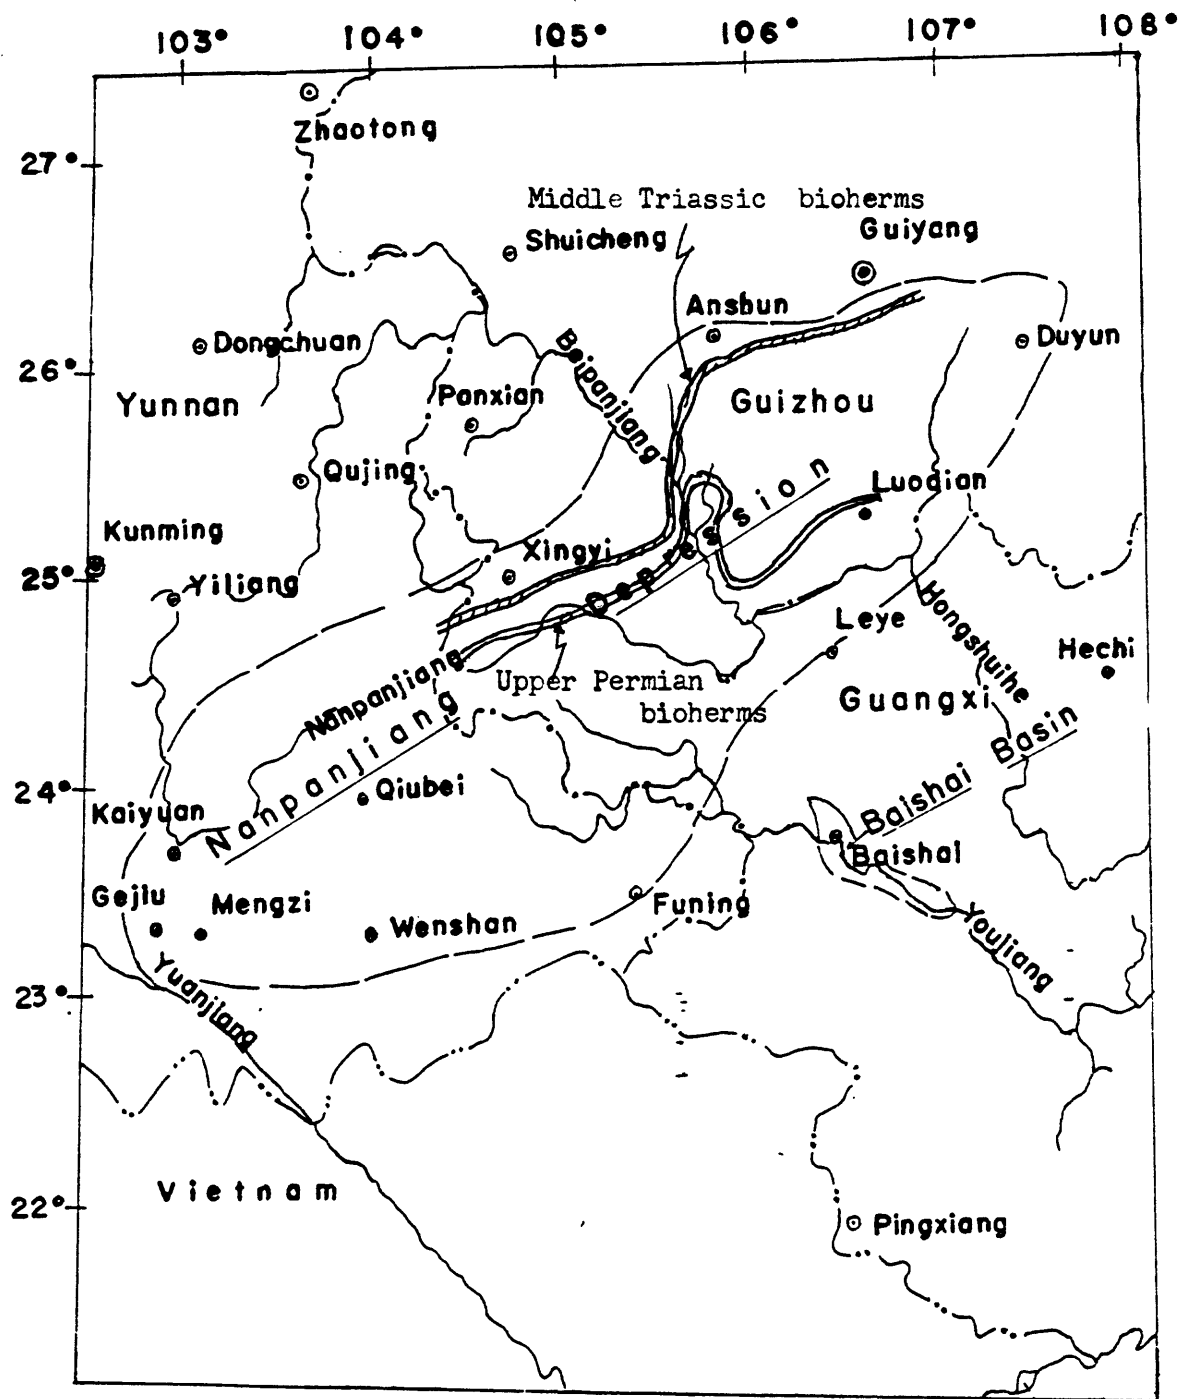 103° 104° 105° 106° 107° 108°
Zhaotong
27°
Middle Triassic bioherms
Shuicheng
Guiyang
Anshun
Dongchuan
Beipanjiang
Duyun
26°
Yunnan
Panxian
Guizhou
Qujing
Luodian
Kunming
Xingyi
25°
Yiliang
Leye
Hongshuihe
Hechi
Nanpanjiang
Upper Permian
bioherms
Guangxi
Nanpanjiang Depression
24°
Qiubei
Baishai Basin
Kaiyuan
Baishai
Gejiu
Mengzi
Wenshan
Funing
Youjiang
Yuanjiang
23°
Vietnam
22°
Pingxiang